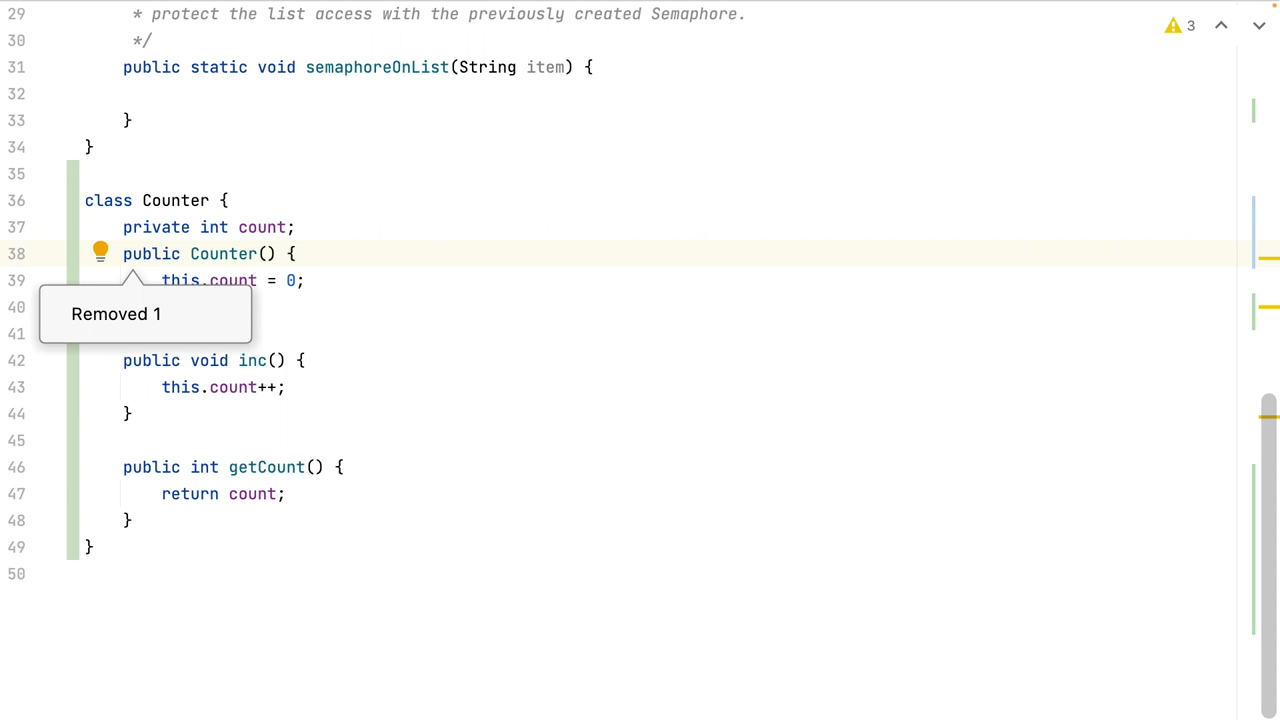 29 * protect the list access with the previously created Semaphore.
30 */
3
31 public static void semaphoreOnList(String item) {
32
33 }
34 }
35
36 class Counter {
37 private int count;
38 public Counter() {
39 this.count = 0;
40
Removed 1
41
42 public void inc() {
43 this.count++;
44 }
45
46 public int getCount() {
47 return count;
48 }
49 }
50